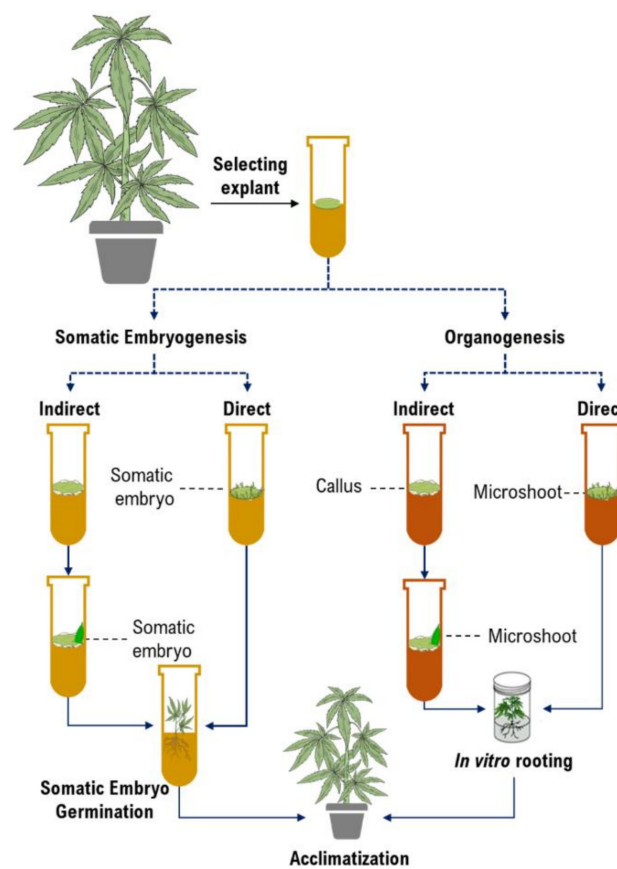 Selecting
explant
Somatic Embryogenesis
Organogenesis
Indirect
Direct
Indirect
Direct
Somatic
embryo
Callus
Microshoot
Somatic
embryo
Microshoot
In vitro rooting
Somatic Embryo
Germination
Acclimatization